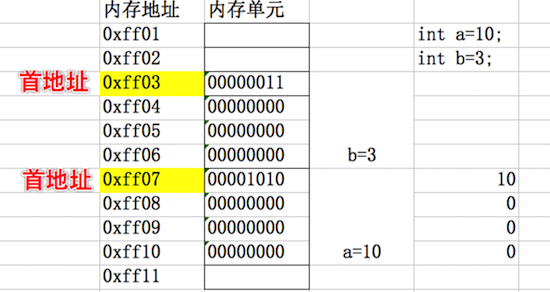 内存地址 内存单元
0xff01 int a=10;
0xff02 int b=3;
首地址 0xff03 00000011
0xff04 00000000
0xff05 00000000
0xff06 00000000 b=3
首地址 0xff07 00001010 10
0xff08 00000000 0
0xff09 00000000 0
0xff10 00000000 a=10 0
0xff11